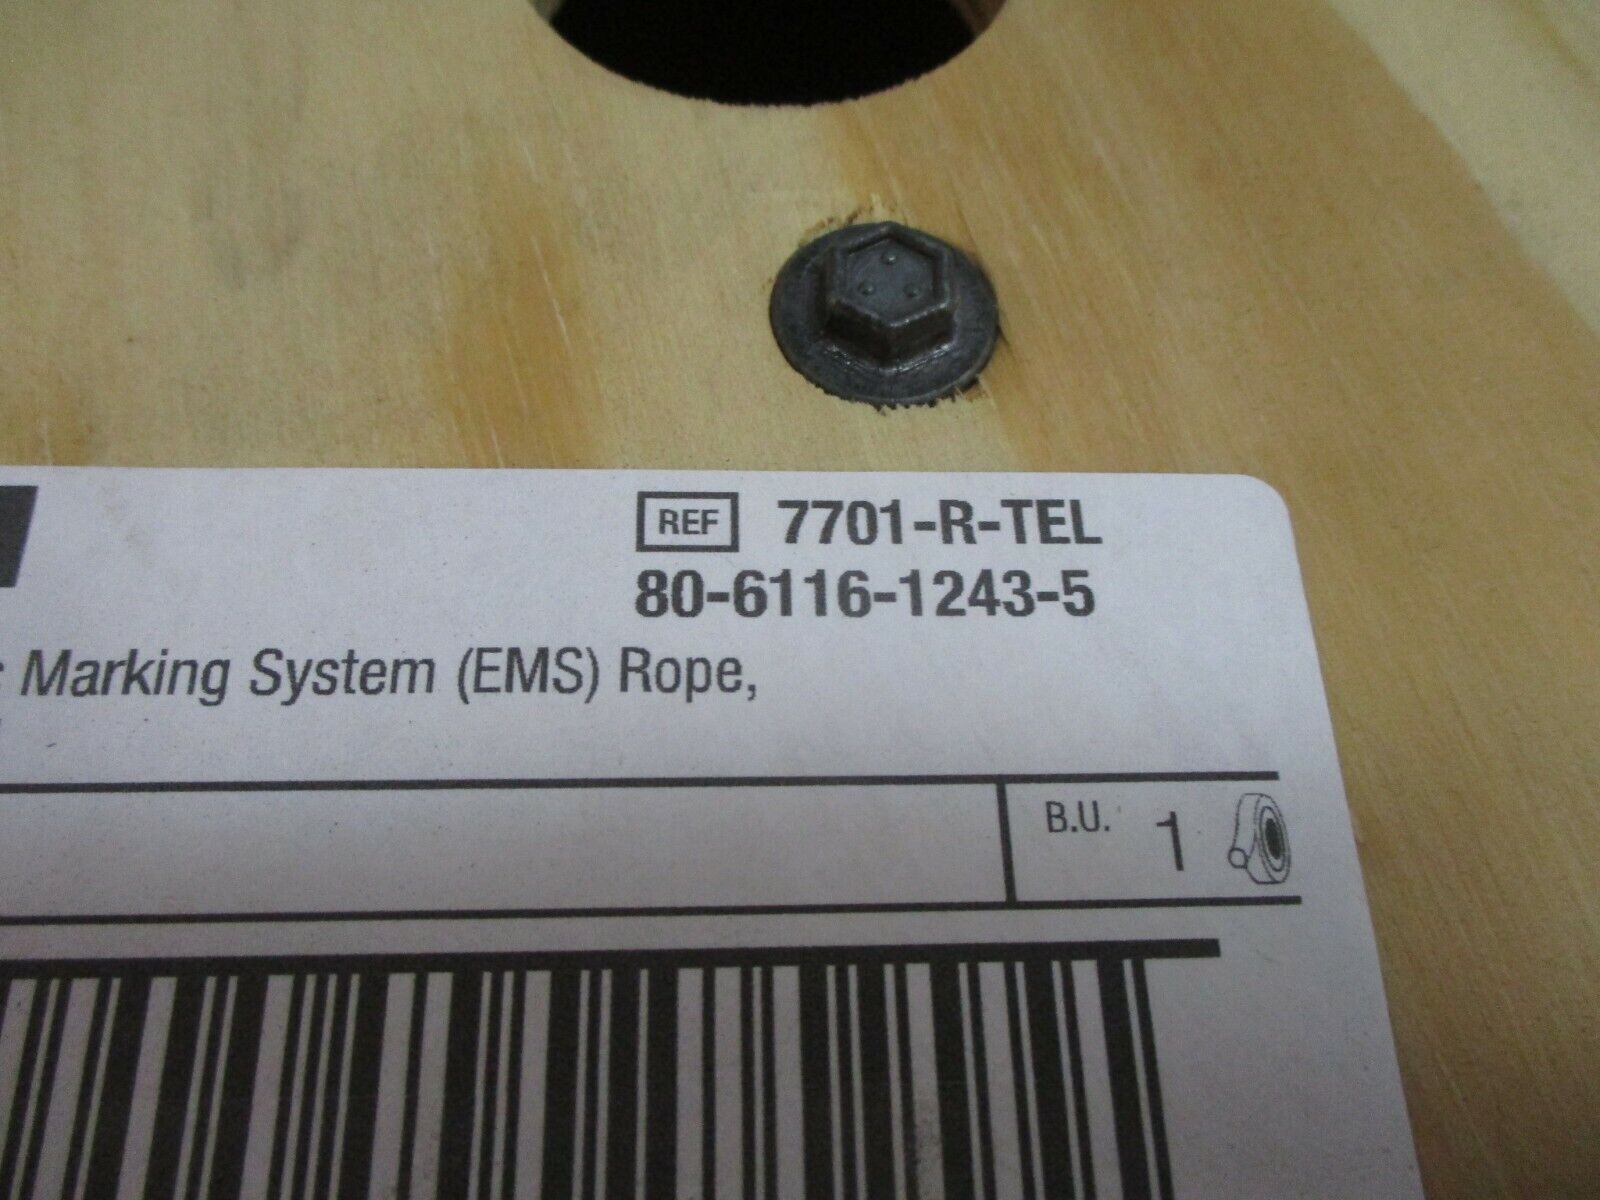 REF 7701-R-TEL
80-6116-1243-5
Marking System (EMS) Rope,
B.U. 1